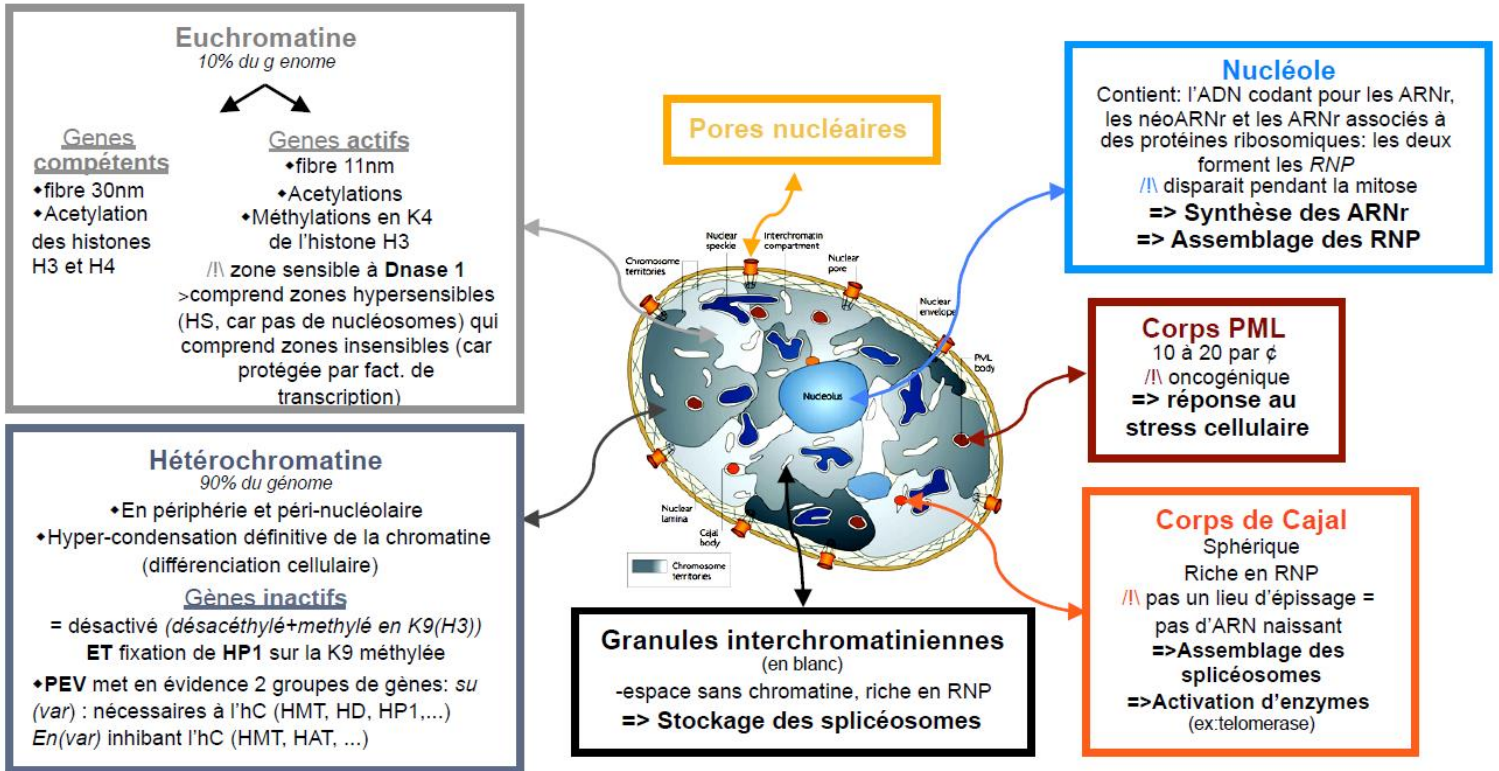 Euchromatine
10% du g enome
Genes
compétents
◆fibre 30nm
◆Acetylation
des histones
H3 et H4
Genes actifs
◆fibre 11nm
◆Acetylations
◆Méthylations en K4
de l'histone H3
/!\ zone sensible à Dnase 1
>comprend zones hypersensibles
(HS, car pas de nucléosomes) qui
comprend zones insensibles (car
protégée par fact. de
transcription)
Hétérochromatine
90% du génome
◆En périphérie et péri-nucléolaire
◆Hyper-condensation définitive de la chromatine
(différenciation cellulaire)
Gènes inactifs
= désactivé (désacéthylé+methylé en K9(H3))
ET fixation de HP1 sur la K9 méthylée
◆PEV met en évidence 2 groupes de gènes: su
(var) : nécessaires à l'hC (HMT, HD, HP1,...)
En(var) inhibant l'hC (HMT, HAT, ...)
Pores nucléaires
Nuclear
speckle
Interchromatin
compartment
Chromosome
territories
Nuclear
pore
Nuclear
envelope
PML
body
Nucleolus
Nuclear
lamina
Cajal
body
Chromosome
territories
Granules interchromatiniennes
(en blanc)
-espace sans chromatine, riche en RNP
=> Stockage des splicéosomes
Nucléole
Contient: l'ADN codant pour les ARNr,
les néoARNr et les ARNr associés à
des protéines ribosomiques: les deux
forment les RNP
/!\ disparait pendant la mitose
=> Synthèse des ARNr
=> Assemblage des RNP
Corps PML
10 à 20 par ¢
/!\ oncogénique
=> réponse au
stress cellulaire
Corps de Cajal
Sphérique
Riche en RNP
/!\ pas un lieu d'épissage =
pas d'ARN naissant
=>Assemblage des
splicéosomes
=>Activation d'enzymes
(ex:telomerase)